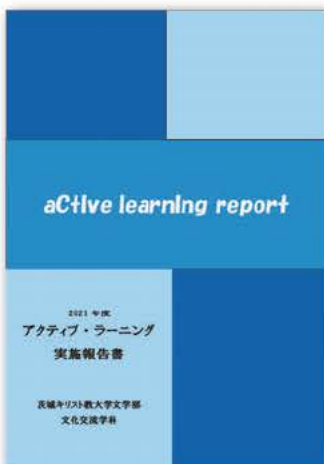 aCtIve learnIng report
2021 年度
アクティブ・ラーニング
実施報告書
茨城キリスト教大学文学部
文化交流学科